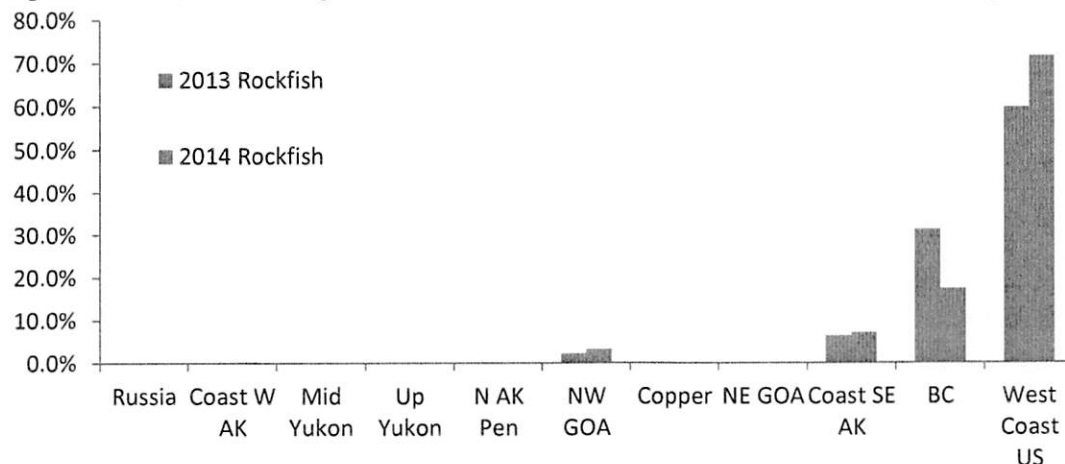 80.0%
70.0%
60.0%
50.0%
40.0%
30.0%
20.0%
10.0%
0.0%
2013 Rockfish
2014 Rockfish
Russia Coast W Mid Up N AK NW Copper NE GOA Coast SE BC West
AK Yukon Yukon Pen GOA AK Coast
US